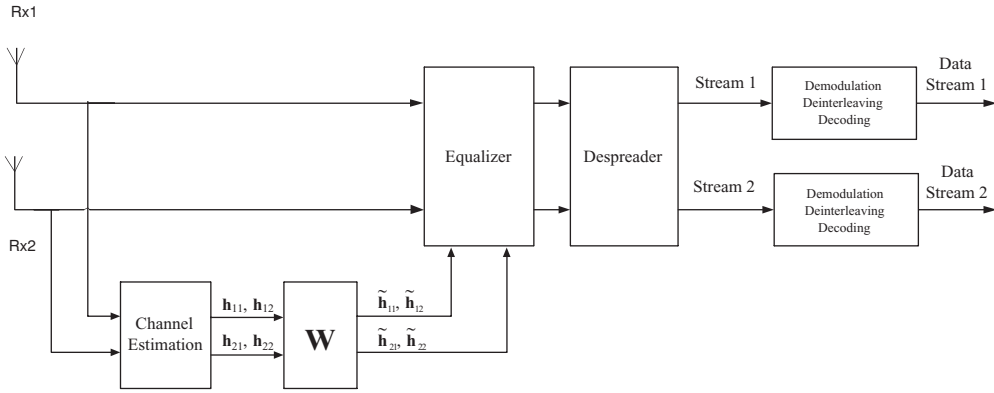 Rx1
Rx2
Equalizer
Despreader
Stream 1
Stream 2
Demodulation
Deinterleaving
Decoding
Data
Stream 1
Demodulation
Deinterleaving
Decoding
Data
Stream 2
Channel
Estimation
h₁₁, h₁₂
h₂₁, h₂₂
W
h̃₁₁, h̃₁₂
h̃₂₁, h̃₂₂